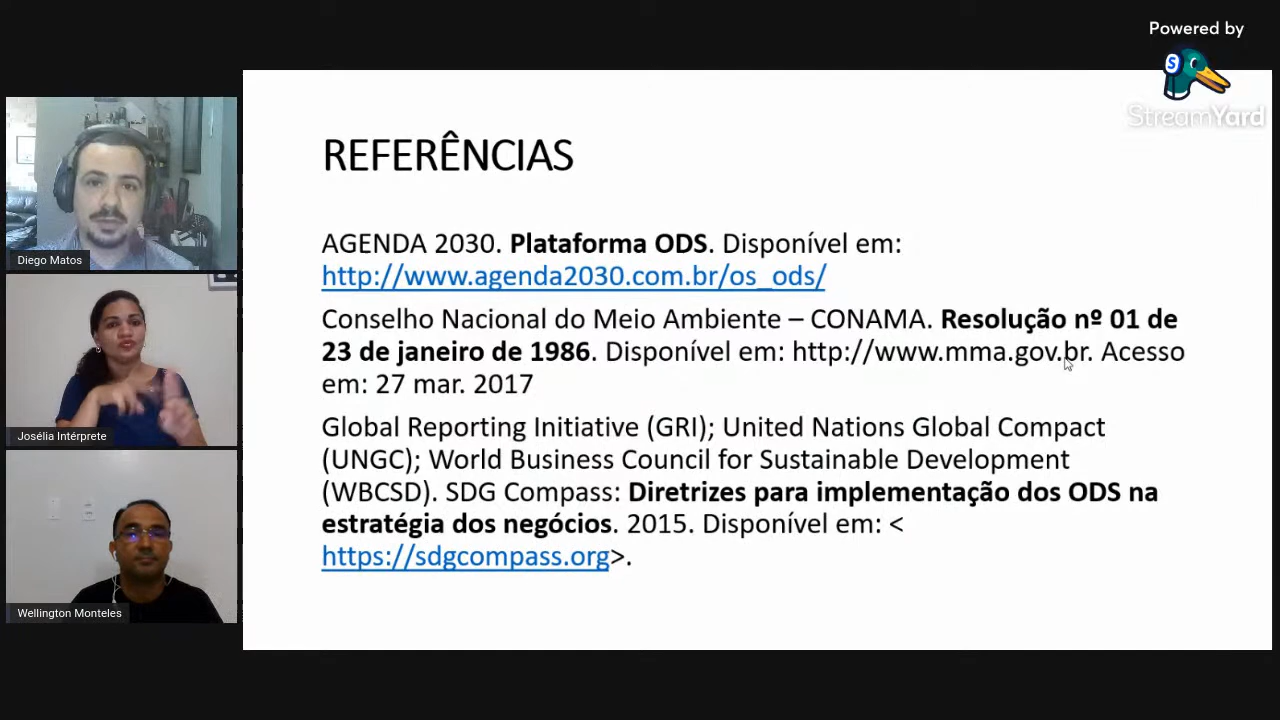 Powered by
StreamYard
Diego Matos
Josélia Intérprete
Wellington Monteles
REFERÊNCIAS
AGENDA 2030. Plataforma ODS. Disponível em:
http://www.agenda2030.com.br/os_ods/
Conselho Nacional do Meio Ambiente – CONAMA. Resolução nº 01 de
23 de janeiro de 1986. Disponível em: http://www.mma.gov.br. Acesso
em: 27 mar. 2017
Global Reporting Initiative (GRI); United Nations Global Compact
(UNGC); World Business Council for Sustainable Development
(WBCSD). SDG Compass: Diretrizes para implementação dos ODS na
estratégia dos negócios. 2015. Disponível em: <
https://sdgcompass.org>.